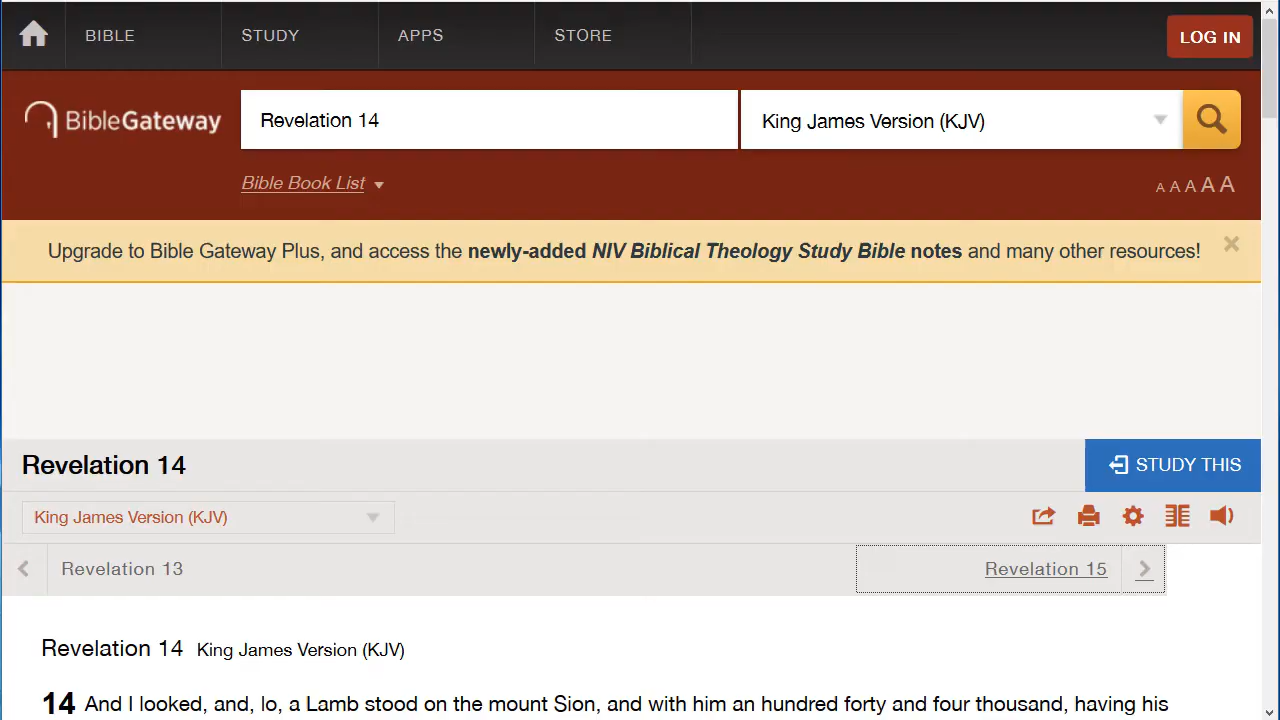 BIBLE STUDY APPS STORE LOG IN
BibleGateway Revelation 14 King James Version (KJV)
Bible Book List A A A A A
Upgrade to Bible Gateway Plus, and access the newly-added NIV Biblical Theology Study Bible notes and many other resources!
Revelation 14 STUDY THIS
King James Version (KJV)
Revelation 13 Revelation 15
Revelation 14 King James Version (KJV)
14 And I looked, and, lo, a Lamb stood on the mount Sion, and with him an hundred forty and four thousand, having his